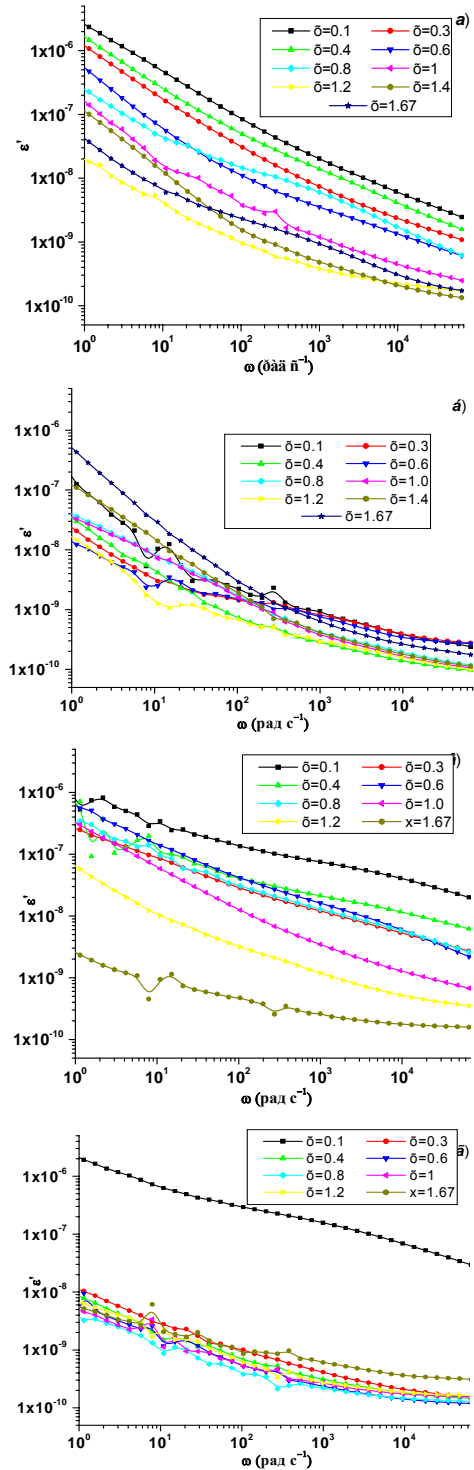 a)
õ=0.1 õ=0.3
õ=0.4 õ=0.6
õ=0.8 õ=1
õ=1.2 õ=1.4
õ=1.67
1x10⁻⁶
1x10⁻⁷
1x10⁻⁸
1x10⁻⁹
1x10⁻¹⁰
ε'
10⁰ 10¹ 10² 10³ 10⁴
ω (ðàä ñ⁻¹)
á)
õ=0.1 õ=0.3
õ=0.4 õ=0.6
õ=0.8 õ=1.0
õ=1.2 õ=1.4
õ=1.67
1x10⁻⁶
1x10⁻⁷
1x10⁻⁸
1x10⁻⁹
1x10⁻¹⁰
ε'
10⁰ 10¹ 10² 10³ 10⁴
ω (рад с⁻¹)
)
õ=0.1 õ=0.3
õ=0.4 õ=0.6
õ=0.8 õ=1.0
õ=1.2 x=1.67
1x10⁻⁶
1x10⁻⁷
1x10⁻⁸
1x10⁻⁹
1x10⁻¹⁰
ε'
10⁰ 10¹ 10² 10³ 10⁴
ω (рад с⁻¹)
)
õ=0.1 õ=0.3
õ=0.4 õ=0.6
õ=0.8 õ=1
õ=1.2 x=1.67
1x10⁻⁶
1x10⁻⁷
1x10⁻⁸
1x10⁻⁹
1x10⁻¹⁰
ε'
10⁰ 10¹ 10² 10³ 10⁴
ω (рад с⁻¹)